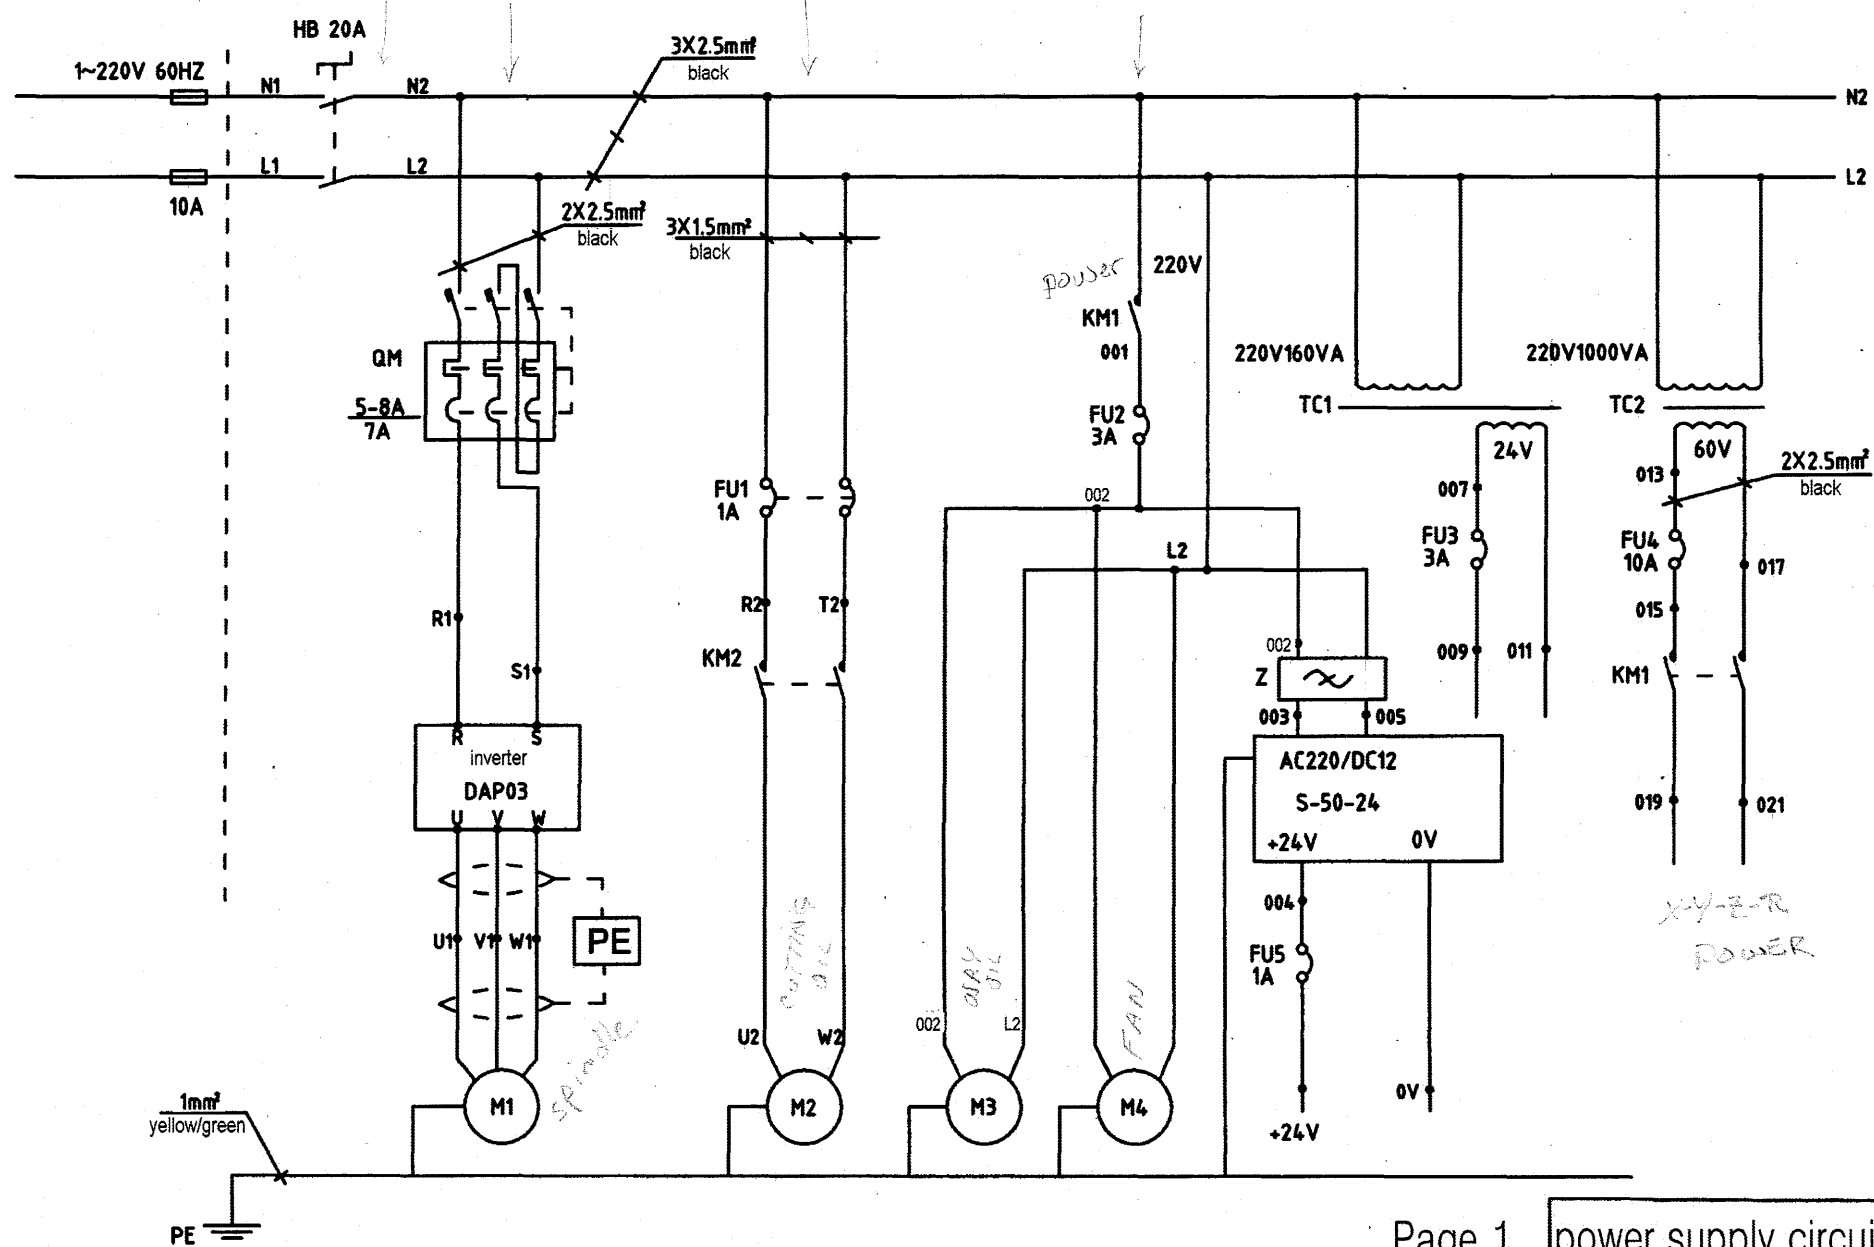 HB 20A
1~220V 60HZ
N1
N2
3X2.5mm²
black
N2
L1
L2
L2
10A
2X2.5mm²
black
3X1.5mm²
black
power
220V
KM1
001
QM
5-8A
7A
220V160VA
220V1000VA
TC1
TC2
FU2
3A
24V
60V
013
2X2.5mm²
black
007
FU1
1A
002
FU3
3A
FU4
10A
017
L2
R1
R2
T2
015
KM2
002
009
011
S1
Z
KM1
003
005
R
S
inverter
DAP03
U
V
W
AC220/DC12
S-50-24
+24V
0V
019
021
004
U1
V1
W1
PE
CUTTING
OIL
OIL
FAN
FU5
1A
X-Y-Z-R
POWER
002
L2
U2
W2
spindle
M1
M2
M3
M4
0V
+24V
1mm²
yellow/green
PE
Page 1
power supply circui